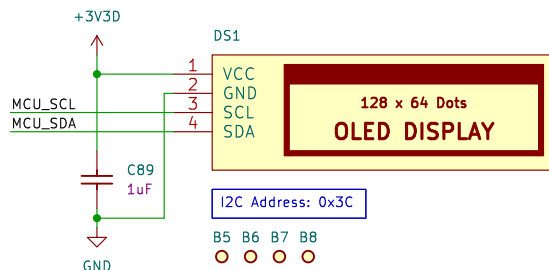 +3V3D
DS1
1 VCC
2 GND
3 SCL
4 SDA
MCU_SCL
MCU_SDA
128 x 64 Dots
OLED DISPLAY
C89
1uF
I2C Address: 0x3C
B5 B6 B7 B8
GND